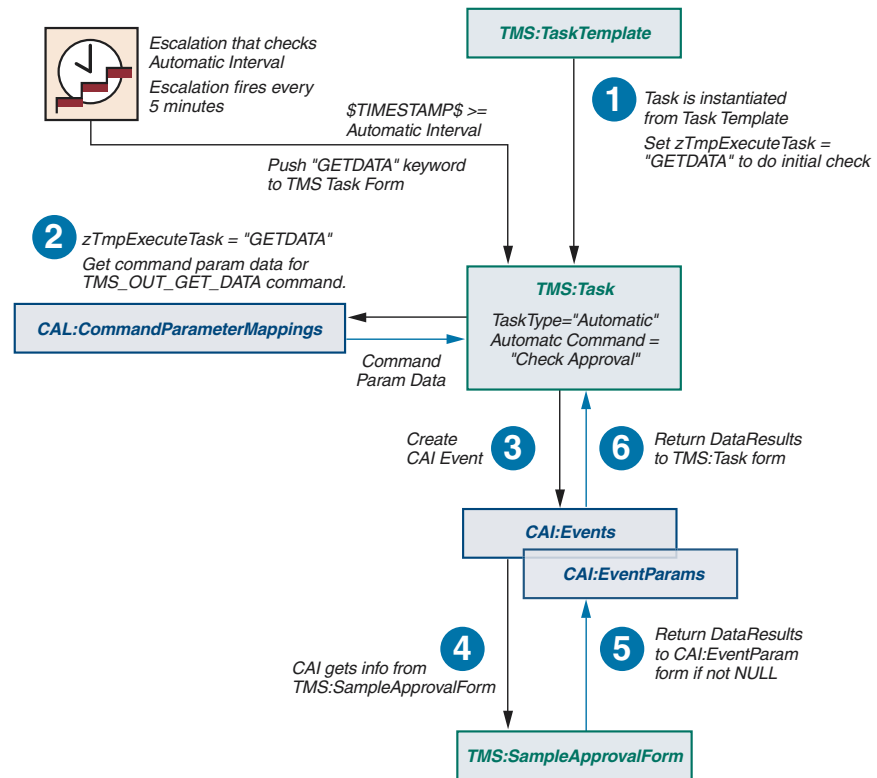 TMS:TaskTemplate
Escalation that checks
Automatic Interval
Escalation fires every
5 minutes
1
Task is instantiated
from Task Template
Set zTmpExecuteTask =
"GETDATA" to do initial check
$TIMESTAMP$ >=
Automatic Interval
Push "GETDATA" keyword
to TMS Task Form
2
zTmpExecuteTask = "GETDATA"
Get command param data for
TMS_OUT_GET_DATA command.
CAL:CommandParameterMappings
Command
Param Data
TMS:Task
TaskType="Automatic"
Automatc Command =
"Check Approval"
Create
CAI Event
3
6
Return DataResults
to TMS:Task form
CAI:Events
CAI:EventParams
4
CAI gets info from
TMS:SampleApprovalForm
5
Return DataResults
to CAI:EventParam
form if not NULL
TMS:SampleApprovalForm